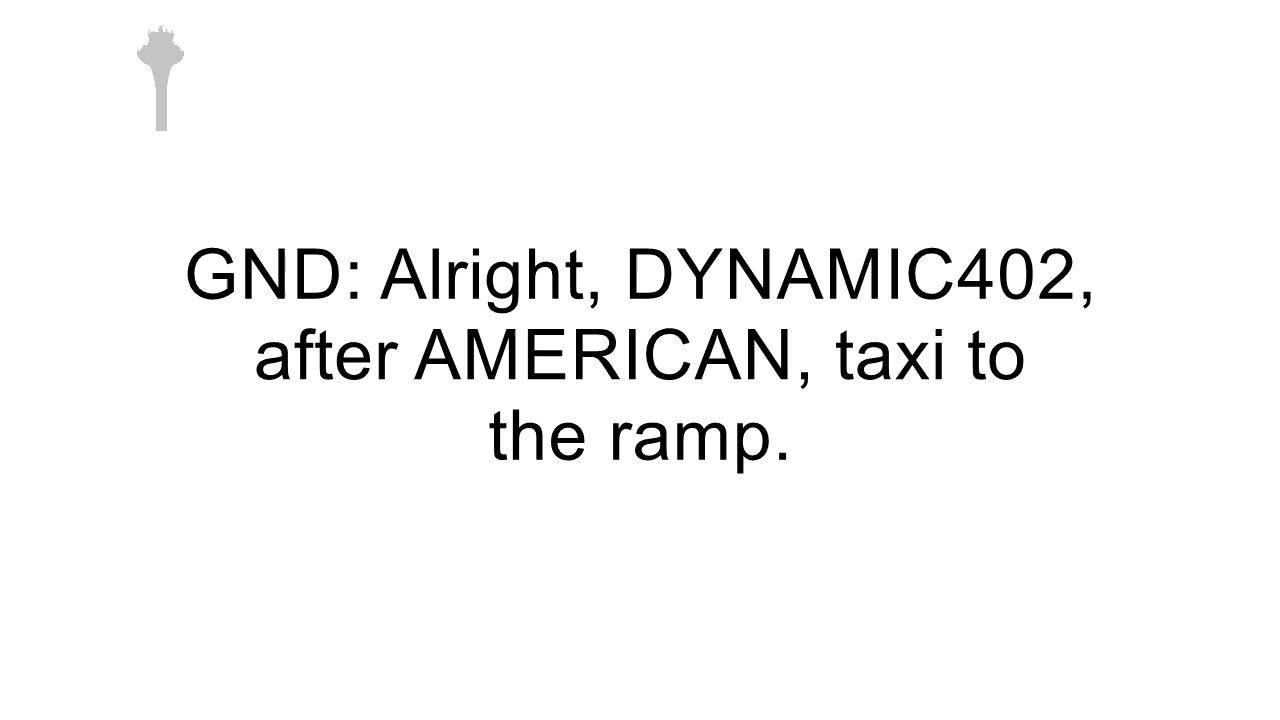 GND: Alright, DYNAMIC402,
after AMERICAN, taxi to
the ramp.